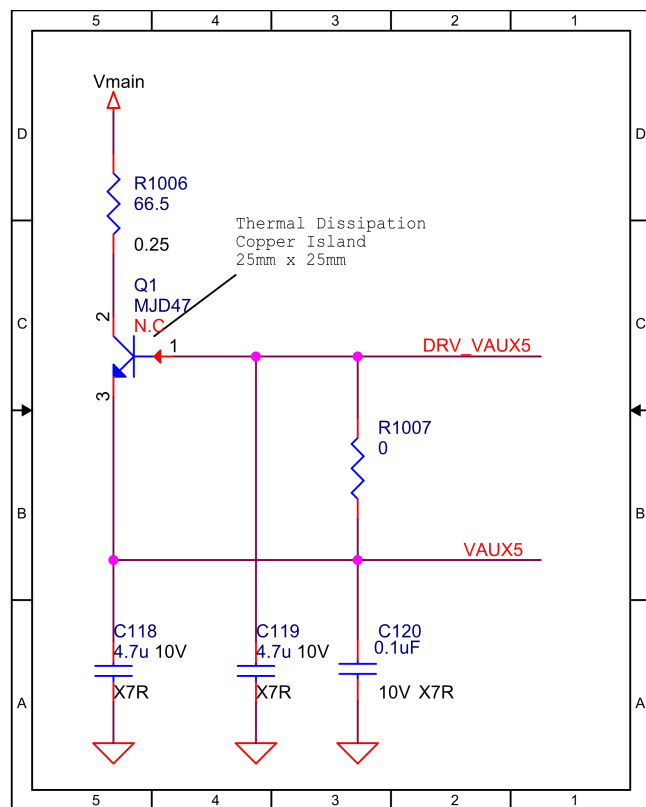 5 4 3 2 1
Vmain
D D
R1006
66.5
0.25
Thermal Dissipation
Copper Island
25mm x 25mm
Q1
MJD47
N.C
2
C C
1
DRV_VAUX5
3
R1007
0
B B
VAUX5
C118
4.7u 10V
X7R
C119
4.7u 10V
X7R
C120
0.1uF
10V X7R
A A
5 4 3 2 1